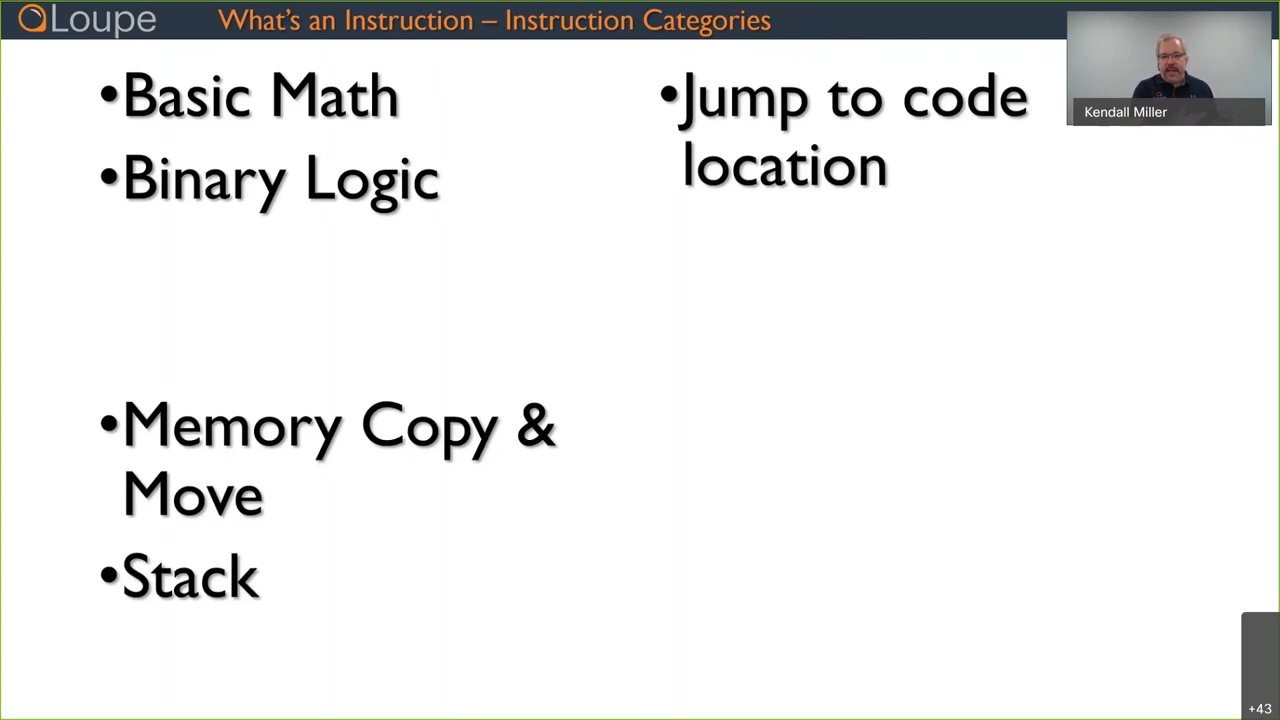 Loupe
What's an Instruction – Instruction Categories
•Basic Math
•Binary Logic
•Memory Copy &
Move
•Stack
•Jump to code
location
Kendall Miller
+43